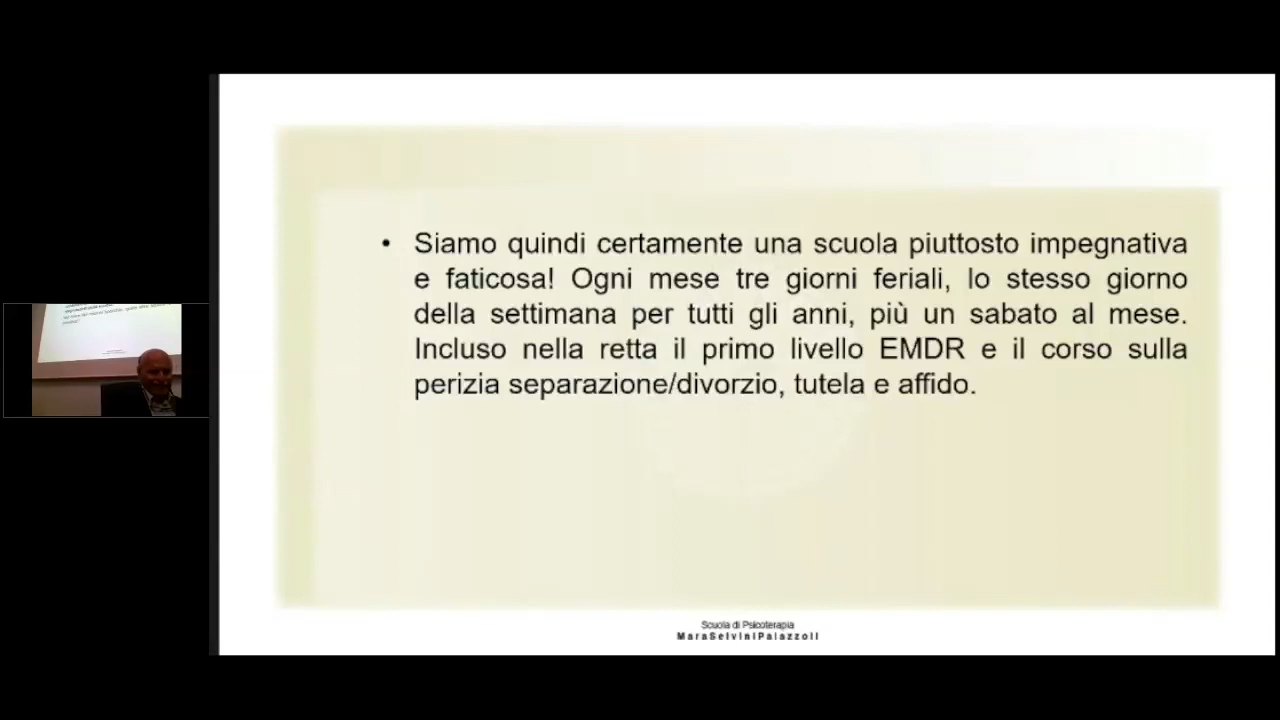 • Siamo quindi certamente una scuola piuttosto impegnativa
e faticosa! Ogni mese tre giorni feriali, lo stesso giorno
della settimana per tutti gli anni, più un sabato al mese.
Incluso nella retta il primo livello EMDR e il corso sulla
perizia separazione/divorzio, tutela e affido.
Scuola di Psicoterapia
MaraSelviniPalazzoli